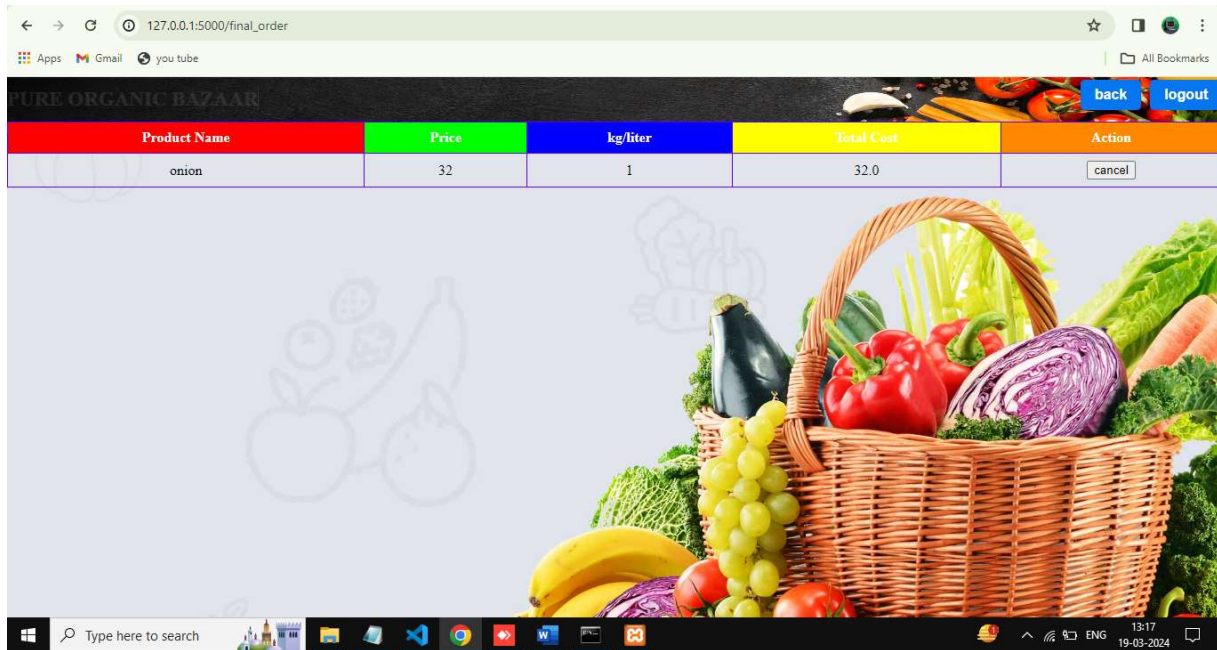 127.0.0.1:5000/final_order
Apps Gmail you tube All Bookmarks
PURE ORGANIC BAZAAR back logout
Product Name Price kg/liter Total Cost Action
onion 32 1 32.0 cancel
Type here to search ENG 13:17
19-03-2024